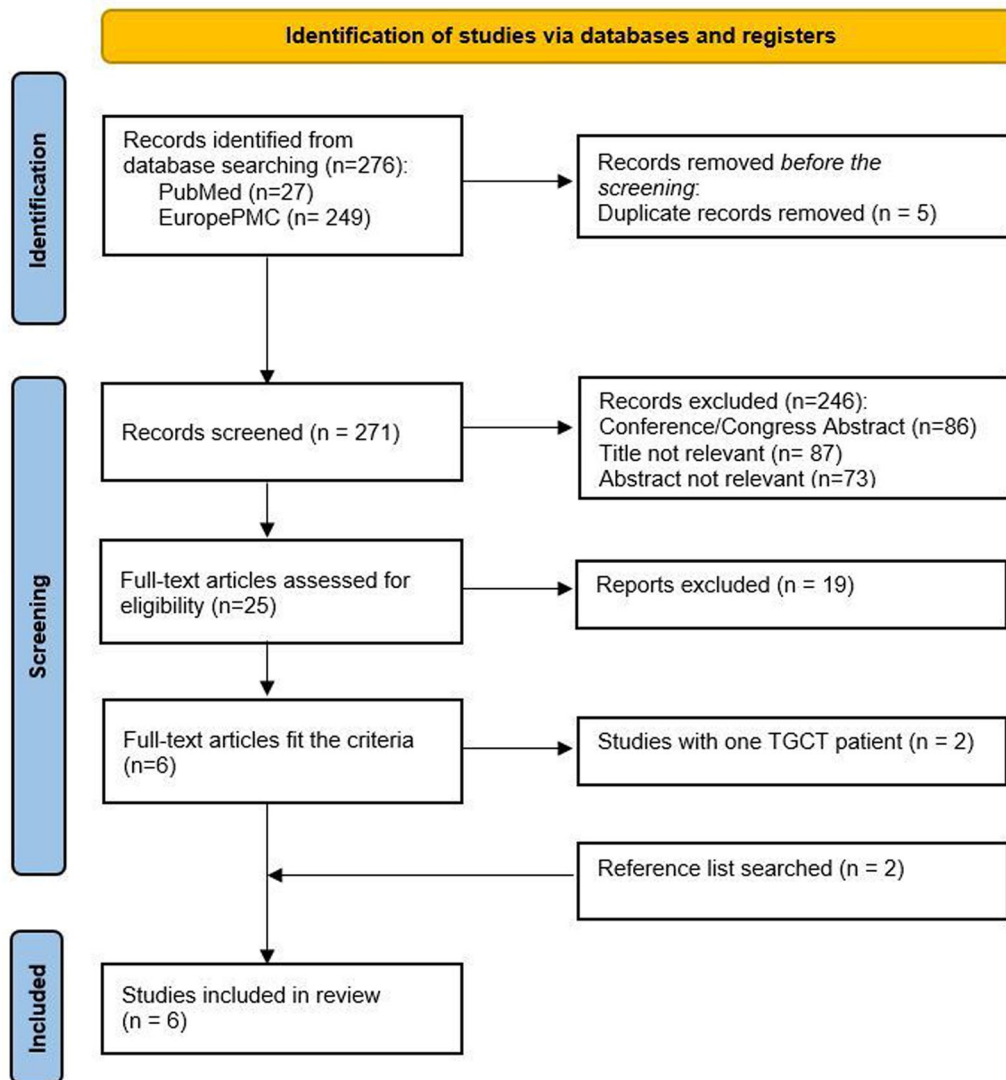 Identification of studies via databases and registers
Identification
Records identified from
database searching (n=276):
PubMed (n=27)
EuropePMC (n= 249)
Records removed before the
screening:
Duplicate records removed (n = 5)
Screening
Records screened (n = 271)
Records excluded (n=246):
Conference/Congress Abstract (n=86)
Title not relevant (n= 87)
Abstract not relevant (n=73)
Full-text articles assessed for
eligibility (n=25)
Reports excluded (n = 19)
Full-text articles fit the criteria
(n=6)
Studies with one TGCT patient (n = 2)
Reference list searched (n = 2)
Included
Studies included in review
(n = 6)